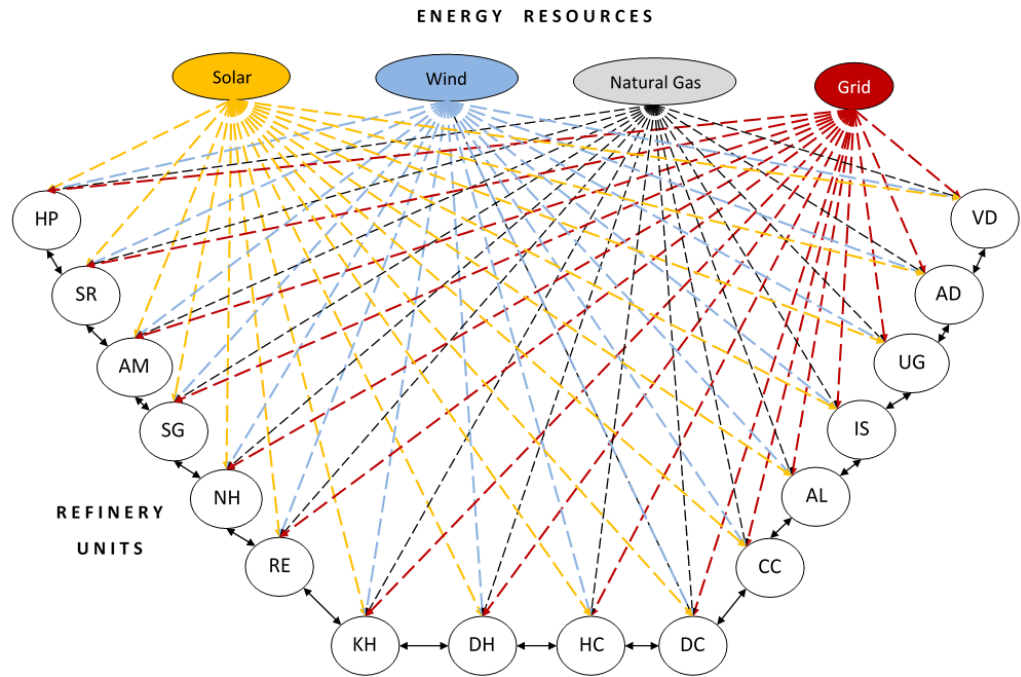 ENERGY RESOURCES
Solar
Wind
Natural Gas
Grid
HP
VD
SR
AD
AM
UG
SG
IS
NH
AL
REFINERY
UNITS
RE
CC
KH
DH
HC
DC